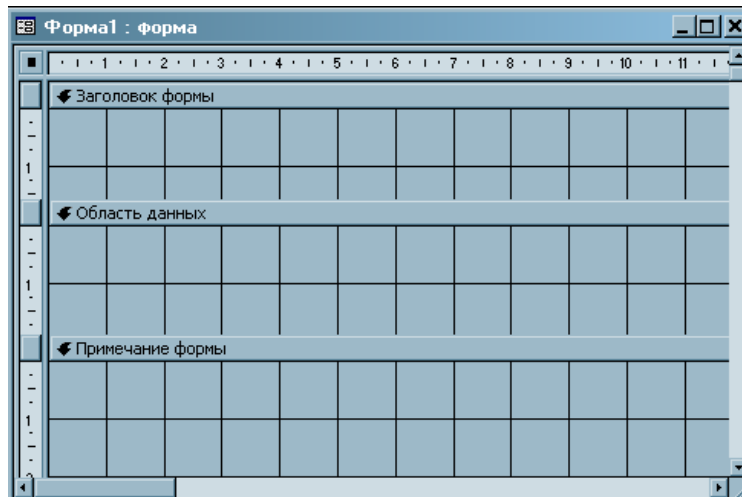 Форма1 : форма
1 2 3 4 5 6 7 8 9 10 11
Заголовок формы
1
Область данных
1
Примечание формы
1